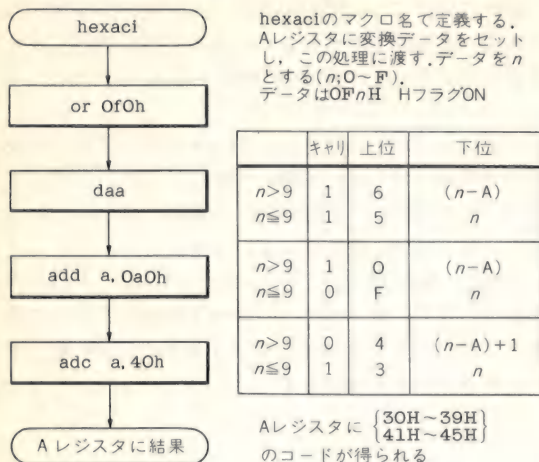 hexaci
or 0f0h
daa
add a, 0a0h
adc a, 40h
Aレジスタに結果
hexaciのマクロ名で定義する.
Aレジスタに変換データをセット
し, この処理に渡す.データをn
とする(n;0~F).
データは0FnH HフラグON
キャリ 上位 下位
n>9 1 6 (n-A)
n≦9 1 5 n
n>9 1 0 (n-A)
n≦9 0 F n
n>9 0 4 (n-A)+1
n≦9 1 3 n
Aレジスタに {30H~39H
41H~45H}
のコードが得られる